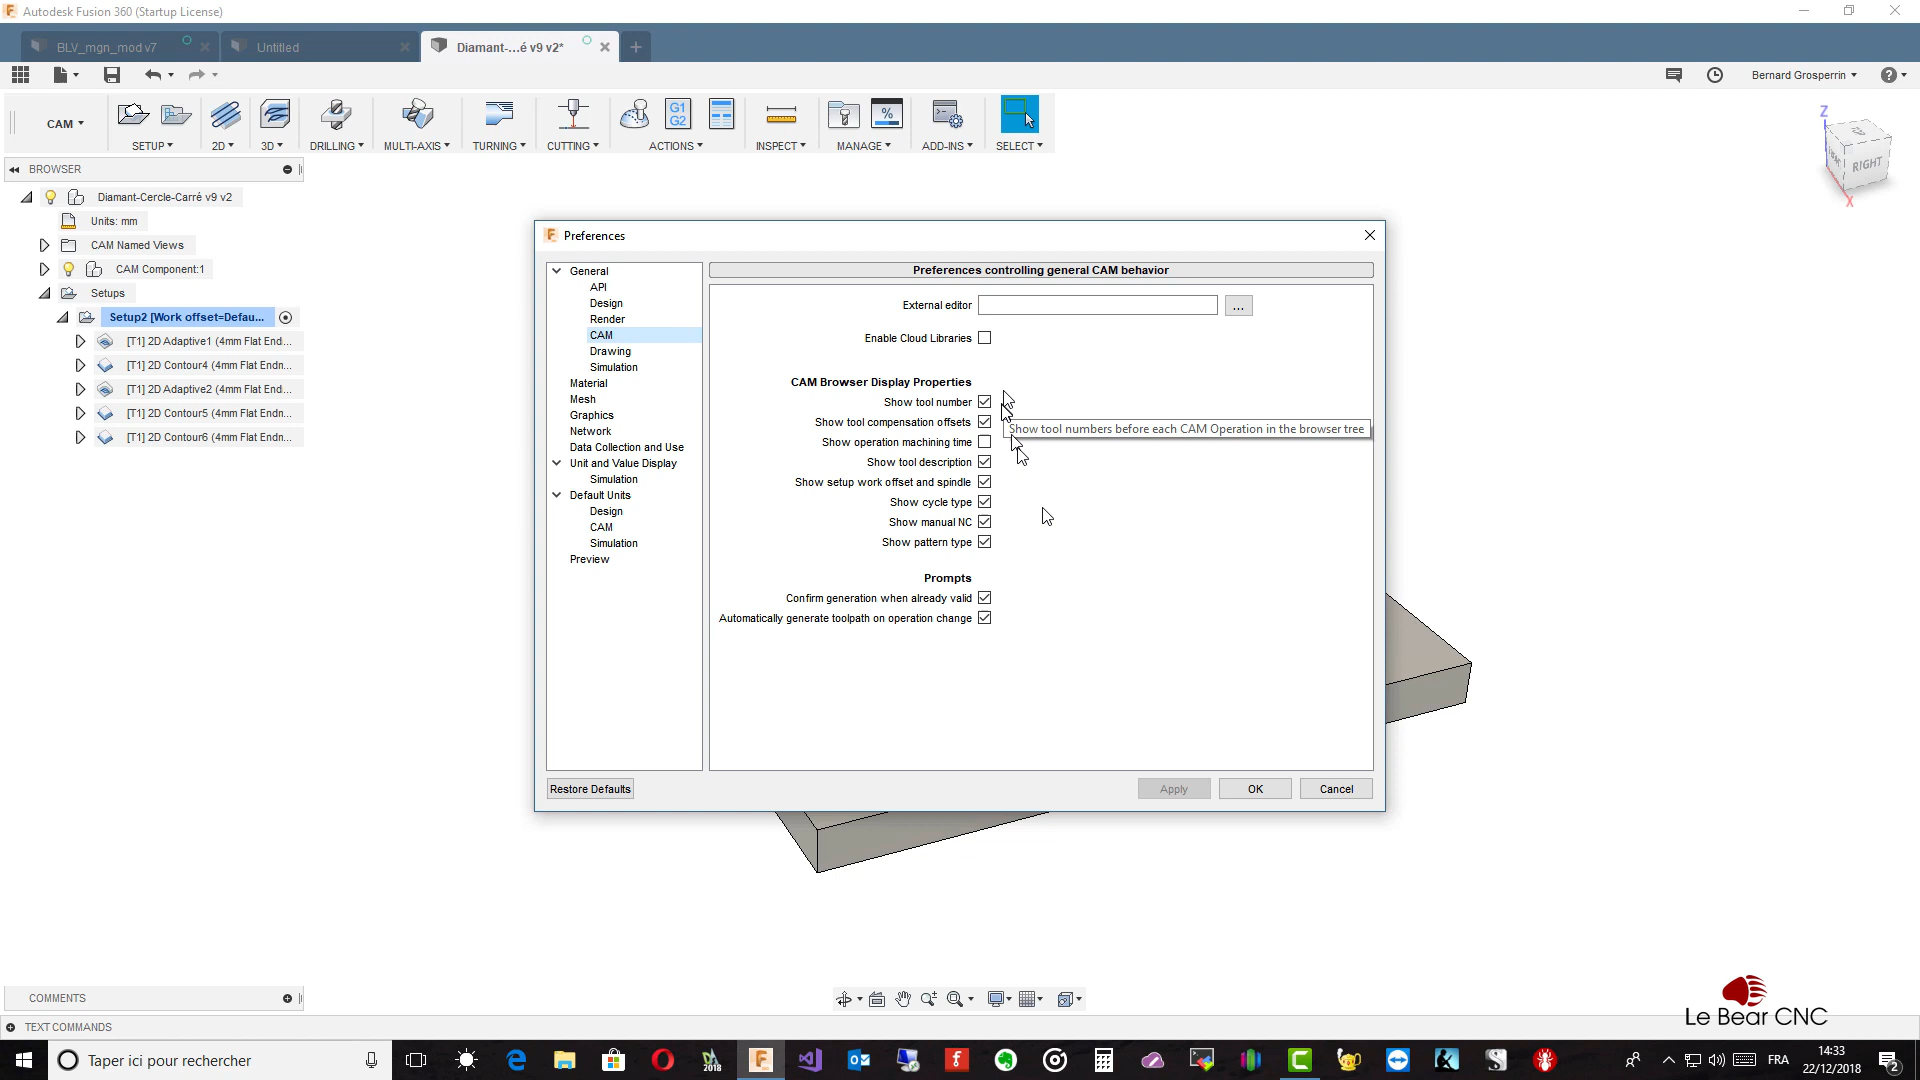 Autodesk Fusion 360 (Startup License)
BLV_mgn_mod v7
Untitled
Diamant-...é v9 v2*
Bernard Grosperrin
CAM
G1
G2
%
SETUP
2D
3D
DRILLING
MULTI-AXIS
TURNING
CUTTING
ACTIONS
INSPECT
MANAGE
ADD-INS
SELECT
Z
RIGHT
X
BROWSER
Diamant-Cercle-Carré v9 v2
Units: mm
CAM Named Views
CAM Component:1
Setups
Setup2 [Work offset=Defau...
[T1] 2D Adaptive1 (4mm Flat End...
[T1] 2D Contour4 (4mm Flat Endn...
[T1] 2D Adaptive2 (4mm Flat End...
[T1] 2D Contour5 (4mm Flat Endn...
[T1] 2D Contour6 (4mm Flat Endn...
Preferences
General
API
Design
Render
CAM
Drawing
Simulation
Material
Mesh
Graphics
Network
Data Collection and Use
Unit and Value Display
Simulation
Default Units
Design
CAM
Simulation
Preview
Preferences controlling general CAM behavior
External editor
...
Enable Cloud Libraries
CAM Browser Display Properties
Show tool number
Show tool compensation offsets
Show tool numbers before each CAM Operation in the browser tree
Show operation machining time
Show tool description
Show setup work offset and spindle
Show cycle type
Show manual NC
Show pattern type
Prompts
Confirm generation when already valid
Automatically generate toolpath on operation change
Restore Defaults
Apply
OK
Cancel
COMMENTS
TEXT COMMANDS
Le Bear CNC
Taper ici pour rechercher
2018
FRA
14:33
22/12/2018
2